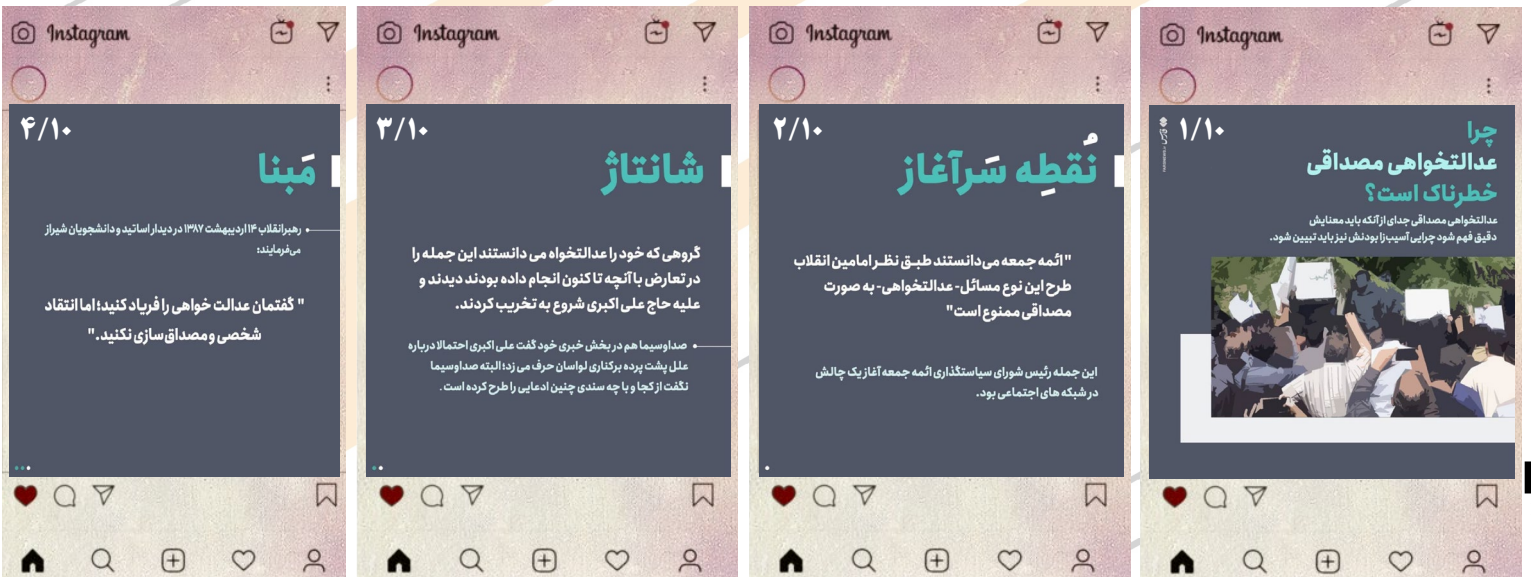 Instagram
۱/۱۰
فارس
چرا
عدالتخواهی مصداقی
خطرناک است؟
عدالتخواهی مصداقی جدای از آنکه باید معنایش
دقیق فهم شود چرایی آسیب‌زا بودنش نیز باید تبیین شود.
Instagram
۲/۱۰
نُقطِه سَرآغاز
" ائمه جمعه می‌دانستند طبق نظر امامین انقلاب
طرح این نوع مسائل- عدالتخواهی- به صورت
مصداقی ممنوع است"
این جمله رئیس شورای سیاستگذاری ائمه جمعه آغاز یک چالش
در شبکه های اجتماعی بود.
Instagram
۳/۱۰
شانتاژ
گروهی که خود را عدالتخواه می دانستند این جمله را
در تعارض با آنچه تا کنون انجام داده بودند دیدند و
علیه حاج علی اکبری شروع به تخریب کردند.
صداوسیما هم در بخش خبری خود گفت علی اکبری احتمالا درباره
علل پشت پرده برکناری لواسان حرف می زد؛ البته صداوسیما
نگفت از کجا و با چه سندی چنین ادعایی را طرح کرده است.
Instagram
۴/۱۰
مَبنا
رهبرانقلاب ۱۴ اردیبهشت ۱۳۸۷ در دیدار اساتید و دانشجویان شیراز
می‌فرمایند:
" گفتمان عدالت خواهی را فریاد کنید؛ اما انتقاد
شخصی و مصداق‌سازی نکنید."